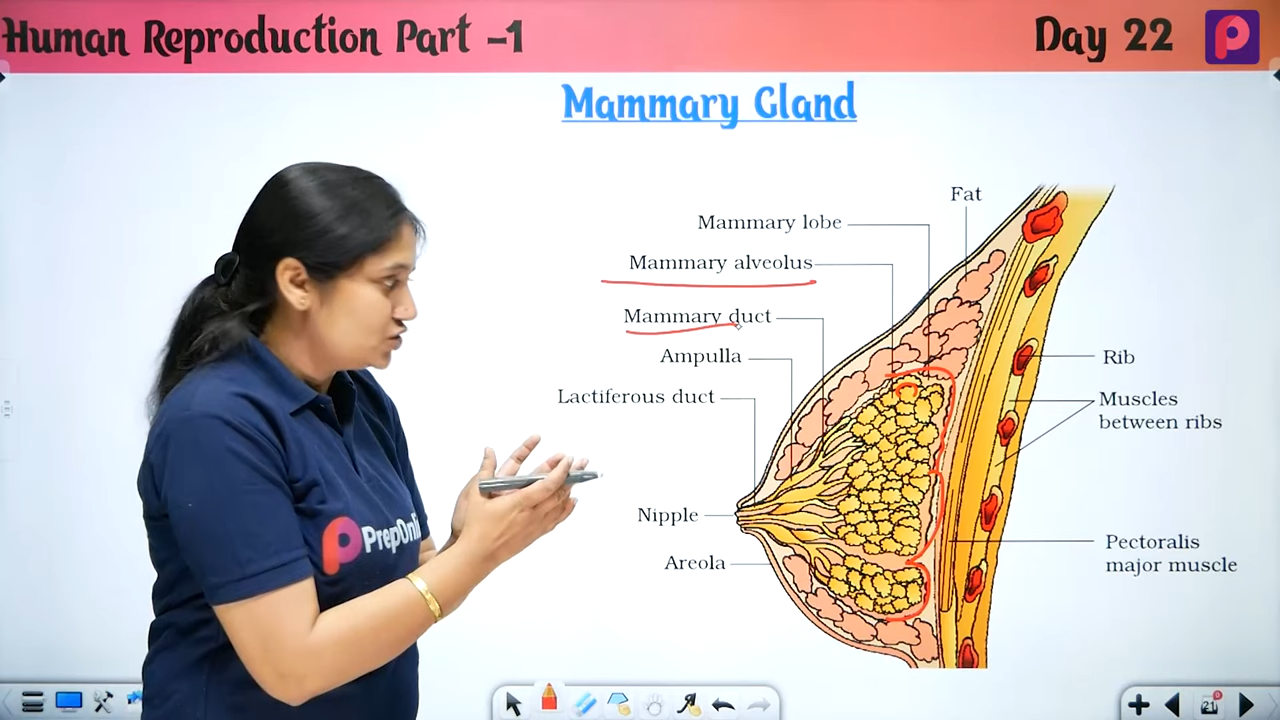 Human Reproduction Part -1
Day 22
Mammary Gland
Fat
Mammary lobe
Mammary alveolus
Mammary duct
Ampulla
Lactiferous duct
Nipple
Areola
Rib
Muscles
between ribs
Pectoralis
major muscle
21